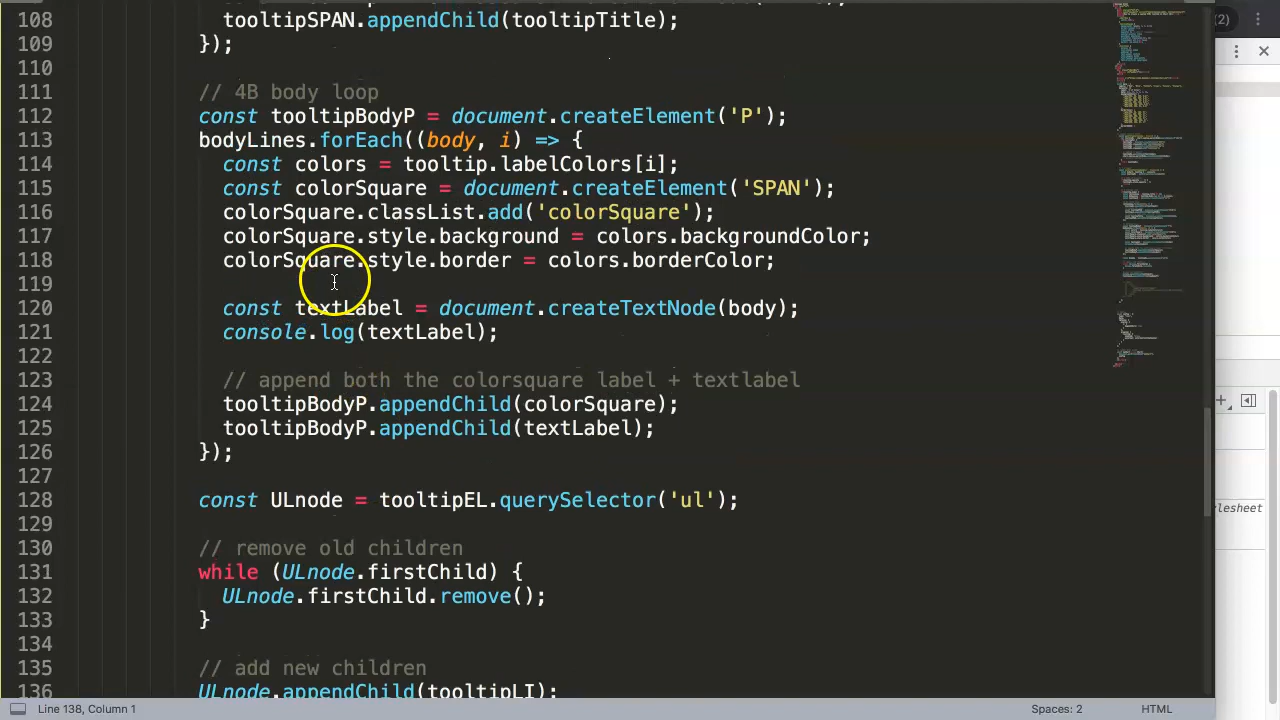 108 tooltipSPAN.appendChild(tooltipTitle);
(2)
109 });
110
111 // 4B body loop
112 const tooltipBodyP = document.createElement('P');
113 bodyLines.forEach((body, i) => {
114 const colors = tooltip.labelColors[i];
115 const colorSquare = document.createElement('SPAN');
116 colorSquare.classList.add('colorSquare');
117 colorSquare.style.background = colors.backgroundColor;
118 colorSquare.style.border = colors.borderColor;
119
120 const textLabel = document.createTextNode(body);
121 console.log(textLabel);
122
123 // append both the colorsquare label + textlabel
124 tooltipBodyP.appendChild(colorSquare);
125 tooltipBodyP.appendChild(textLabel);
126 });
127
128 const ULnode = tooltipEL.querySelector('ul');
lesheet
129
130 // remove old children
131 while (ULnode.firstChild) {
132 ULnode.firstChild.remove();
133 }
134
135 // add new children
136 ULnode.appendChild(tooltipLI);
Line 138, Column 1
Spaces: 2
HTML